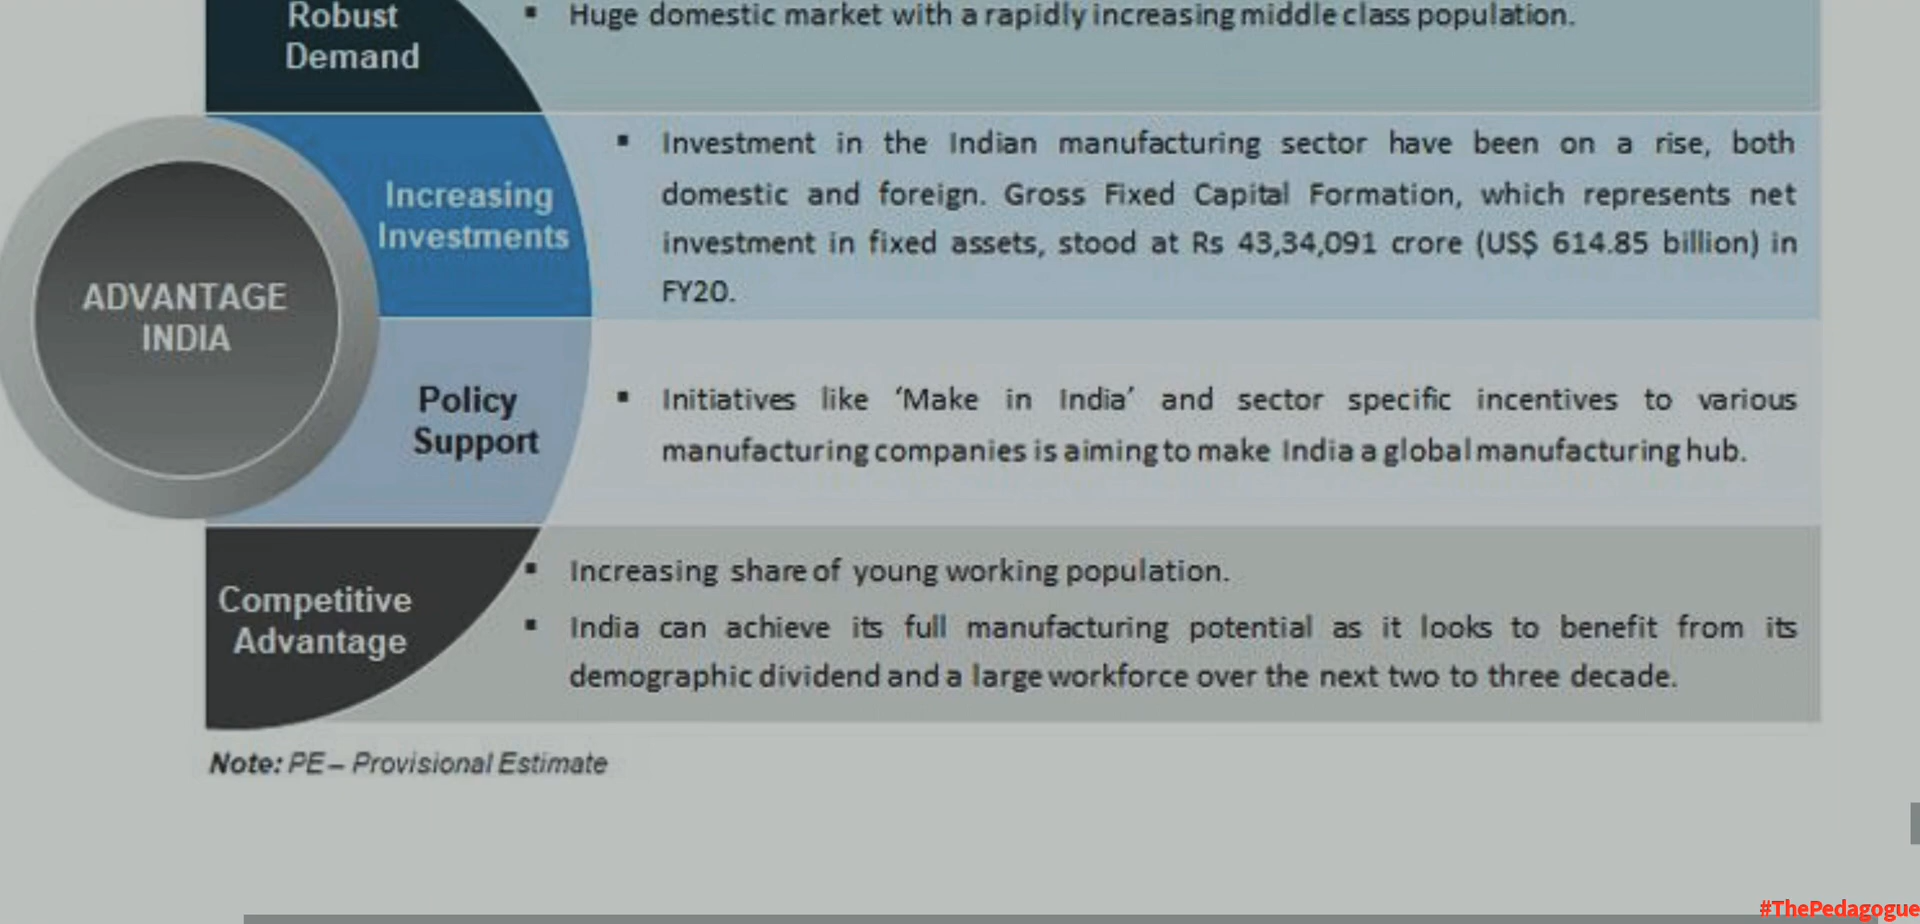 Robust
Demand
▪ Huge domestic market with a rapidly increasing middle class population.
ADVANTAGE
INDIA
Increasing
Investments
▪ Investment in the Indian manufacturing sector have been on a rise, both
domestic and foreign. Gross Fixed Capital Formation, which represents net
investment in fixed assets, stood at Rs 43,34,091 crore (US$ 614.85 billion) in
FY20.
Policy
Support
▪ Initiatives like ‘Make in India’ and sector specific incentives to various
manufacturing companies is aiming to make India a global manufacturing hub.
Competitive
Advantage
▪ Increasing share of young working population.
▪ India can achieve its full manufacturing potential as it looks to benefit from its
demographic dividend and a large workforce over the next two to three decade.
Note: PE – Provisional Estimate
#ThePedagogue